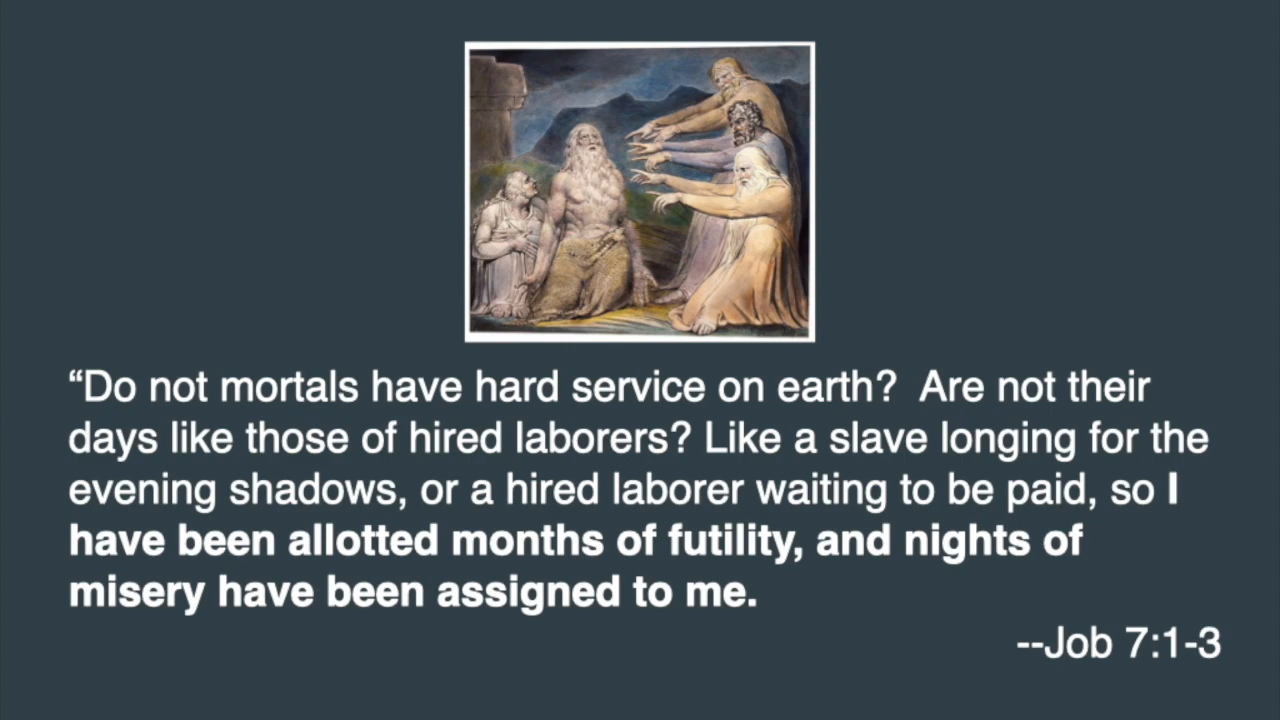 “Do not mortals have hard service on earth?  Are not their
days like those of hired laborers? Like a slave longing for the
evening shadows, or a hired laborer waiting to be paid, so I
have been allotted months of futility, and nights of
misery have been assigned to me.
--Job 7:1-3